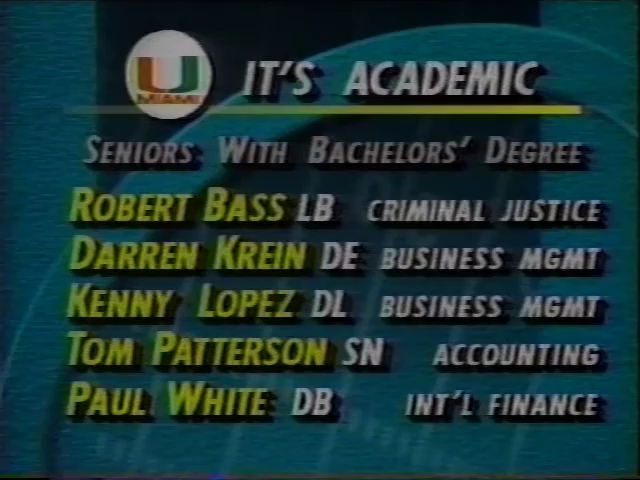 U
MIAMI
IT'S ACADEMIC
SENIORS WITH BACHELORS' DEGREE
ROBERT BASS LB CRIMINAL JUSTICE
DARREN KREIN DE BUSINESS MGMT
KENNY LOPEZ DL BUSINESS MGMT
TOM PATTERSON SN ACCOUNTING
PAUL WHITE DB INT'L FINANCE